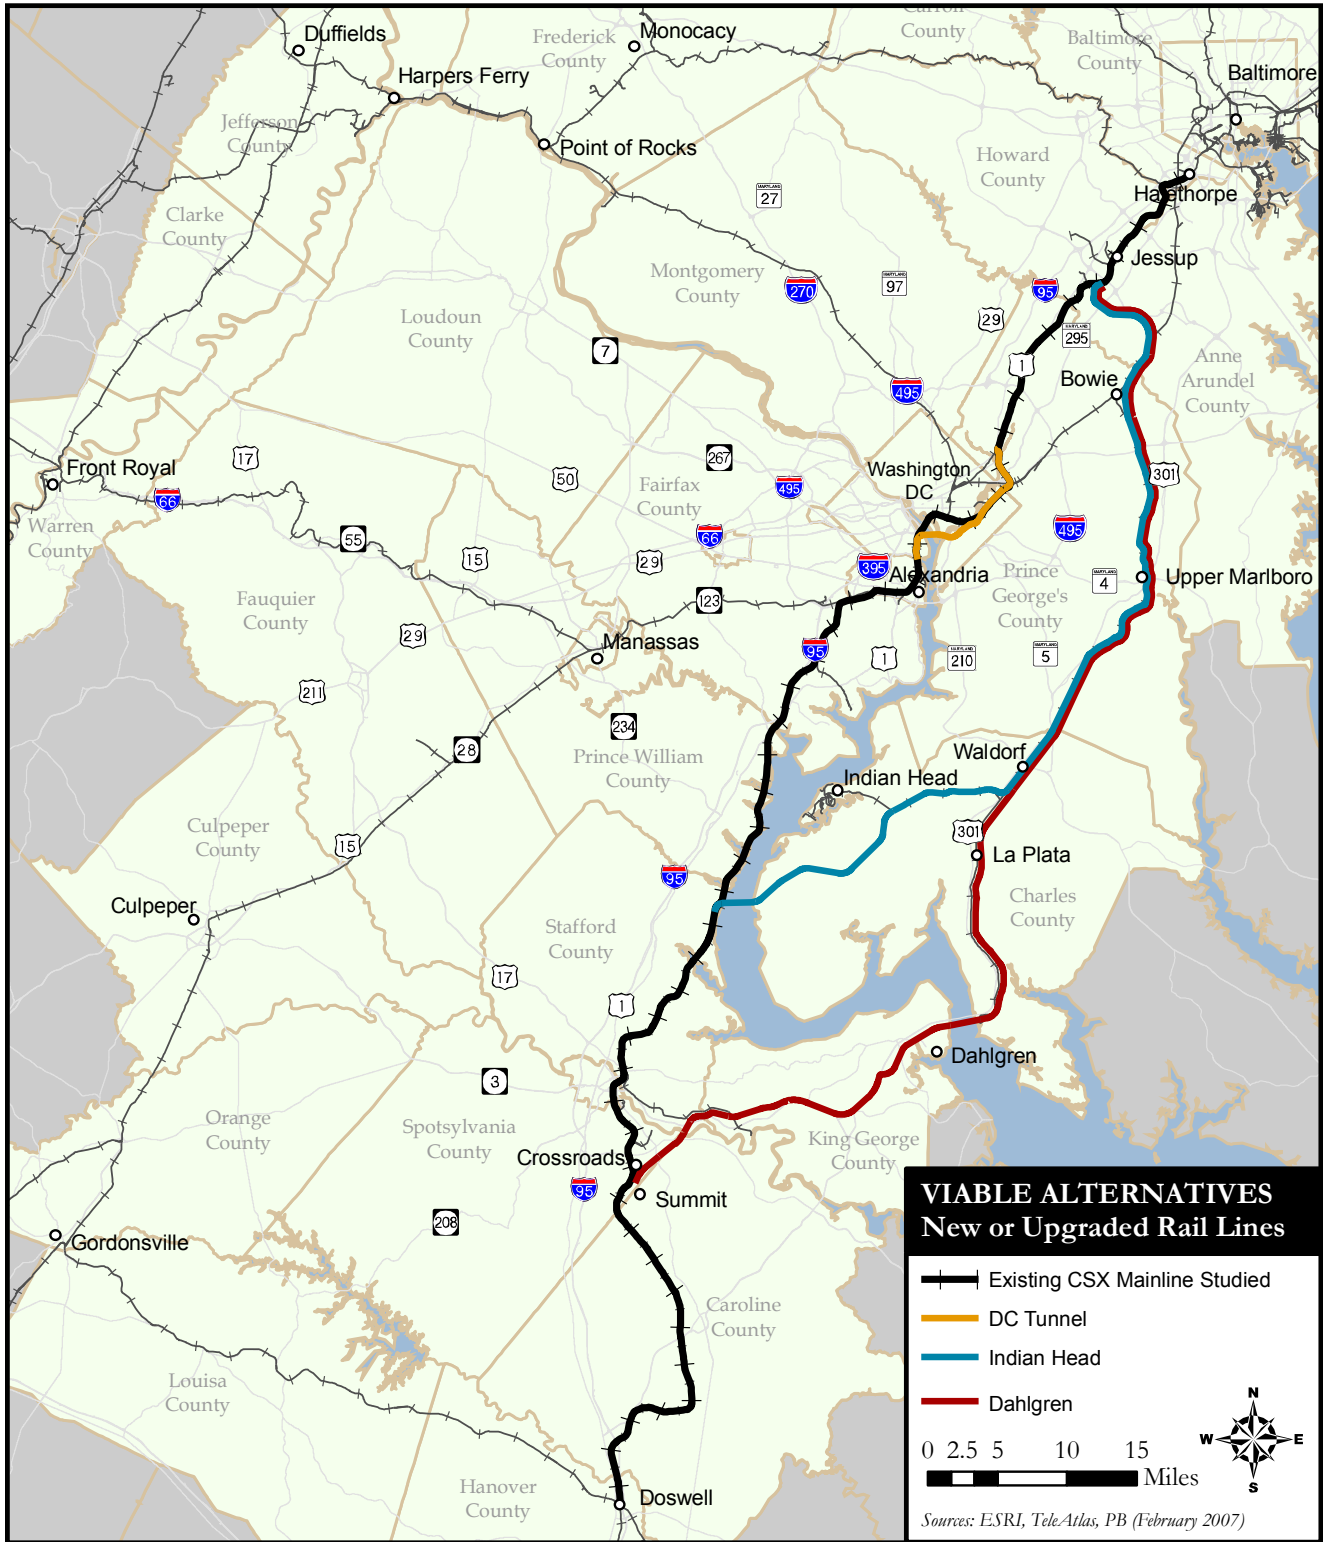 Carroll
County
Duffields
Monocacy
Frederick
County
Baltimore
County
Baltimore
Harpers Ferry
Jefferson
County
Point of Rocks
Howard
County
Halethorpe
MARYLAND
27
Clarke
County
Jessup
Montgomery
County
270
MARYLAND
97
95
29
MARYLAND
295
Loudoun
County
7
1
Anne
Arundel
County
Bowie
495
Front Royal
17
267
50
Washington
DC
301
66
Fairfax
County
495
Warren
County
55
66
495
15
29
395
Alexandria
Prince
George's
County
MARYLAND
4
Upper Marlboro
Fauquier
County
123
29
Manassas
95
1
MARYLAND
210
MARYLAND
5
211
234
28
Prince William
County
Waldorf
Indian Head
Culpeper
County
15
301
La Plata
95
Culpeper
Charles
County
Stafford
County
17
1
Dahlgren
3
Orange
County
Spotsylvania
County
King George
County
Crossroads
95
Summit
208
Gordonsville
Caroline
County
Louisa
County
Hanover
County
Doswell
VIABLE ALTERNATIVES
New or Upgraded Rail Lines
Existing CSX Mainline Studied
DC Tunnel
Indian Head
Dahlgren
N
W E
S
0 2.5 5 10 15
Miles
Sources: ESRI, TeleAtlas, PB (February 2007)